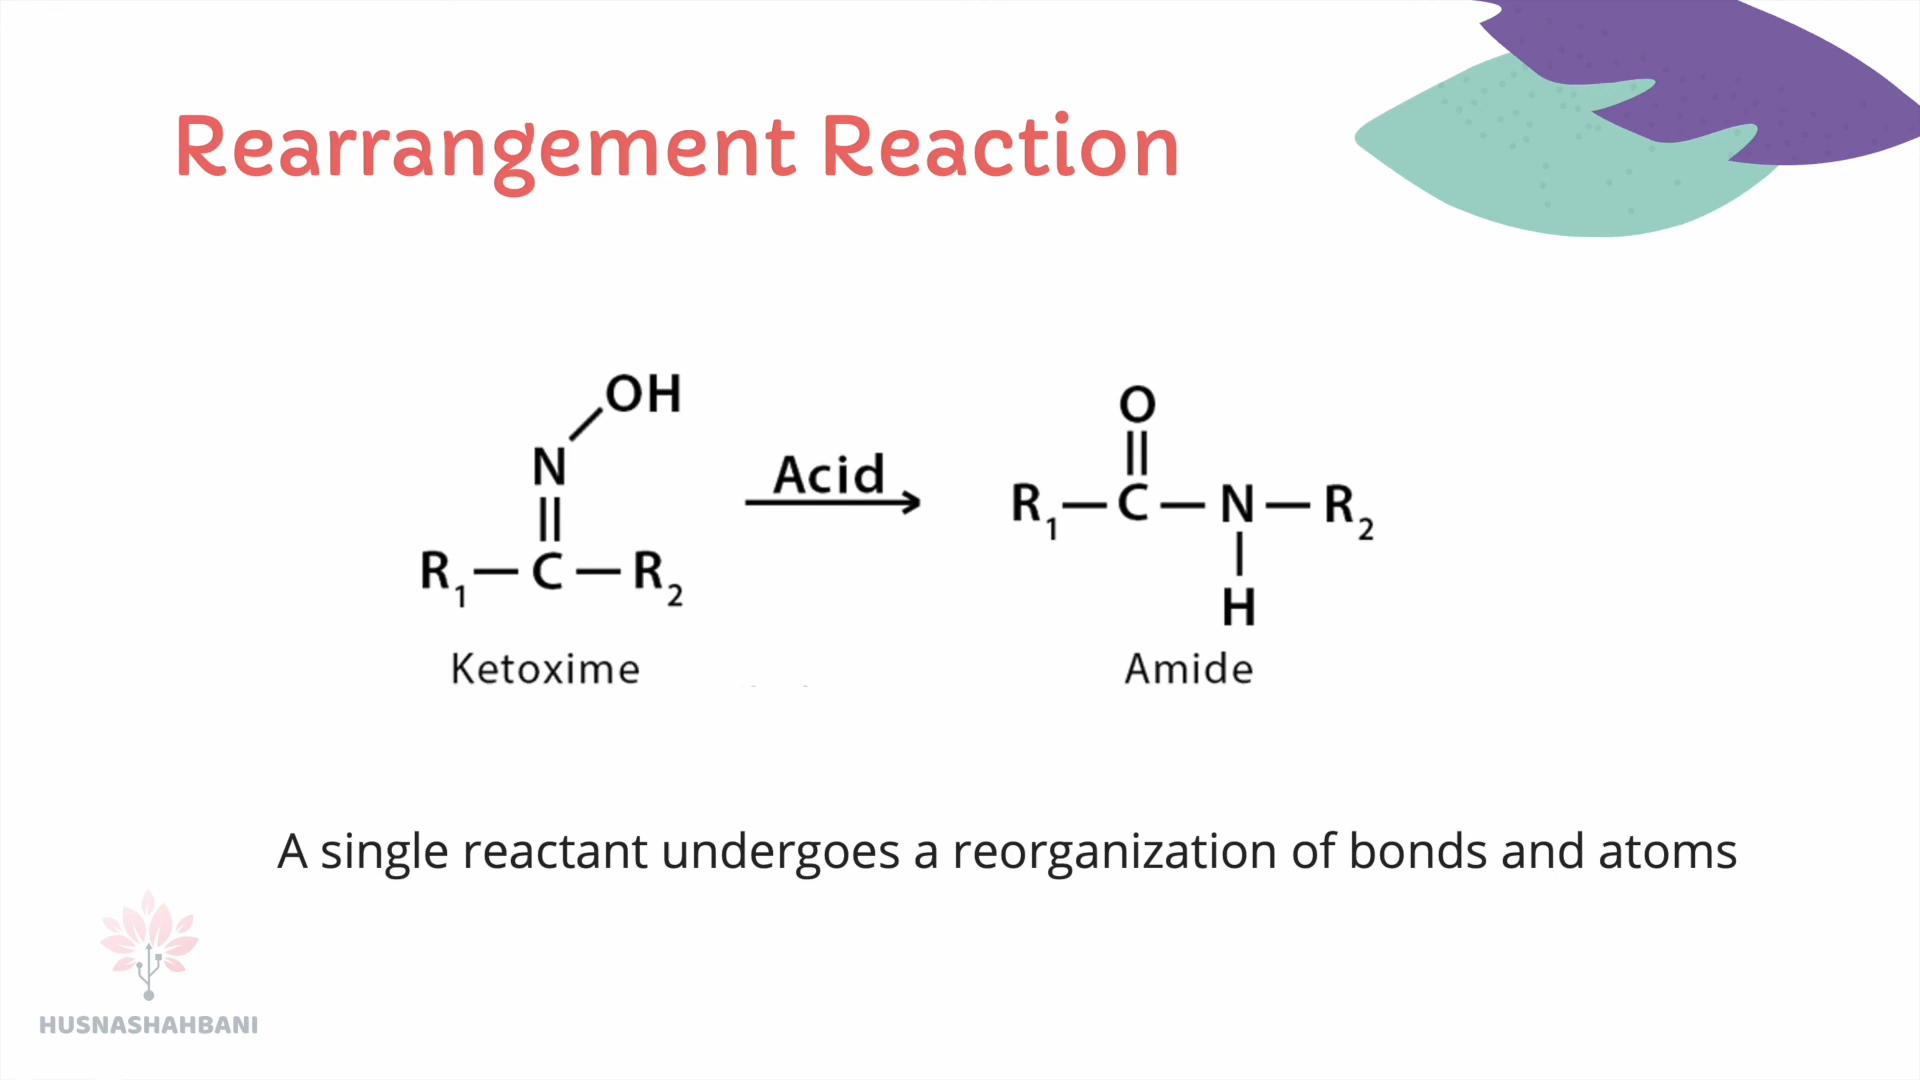 Rearrangement Reaction
OH
N
||
R₁—C—R₂
Ketoxime
Acid
O
||
R₁—C—N—R₂
|
H
Amide
A single reactant undergoes a reorganization of bonds and atoms
HUSNASHAHBANI